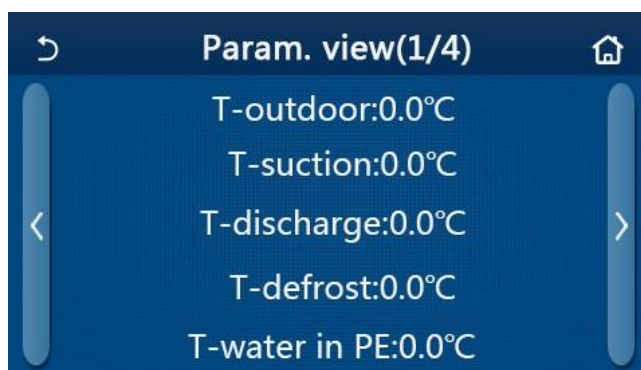 Param. view(1/4)
T-outdoor:0.0℃
T-suction:0.0℃
T-discharge:0.0℃
T-defrost:0.0℃
T-water in PE:0.0℃